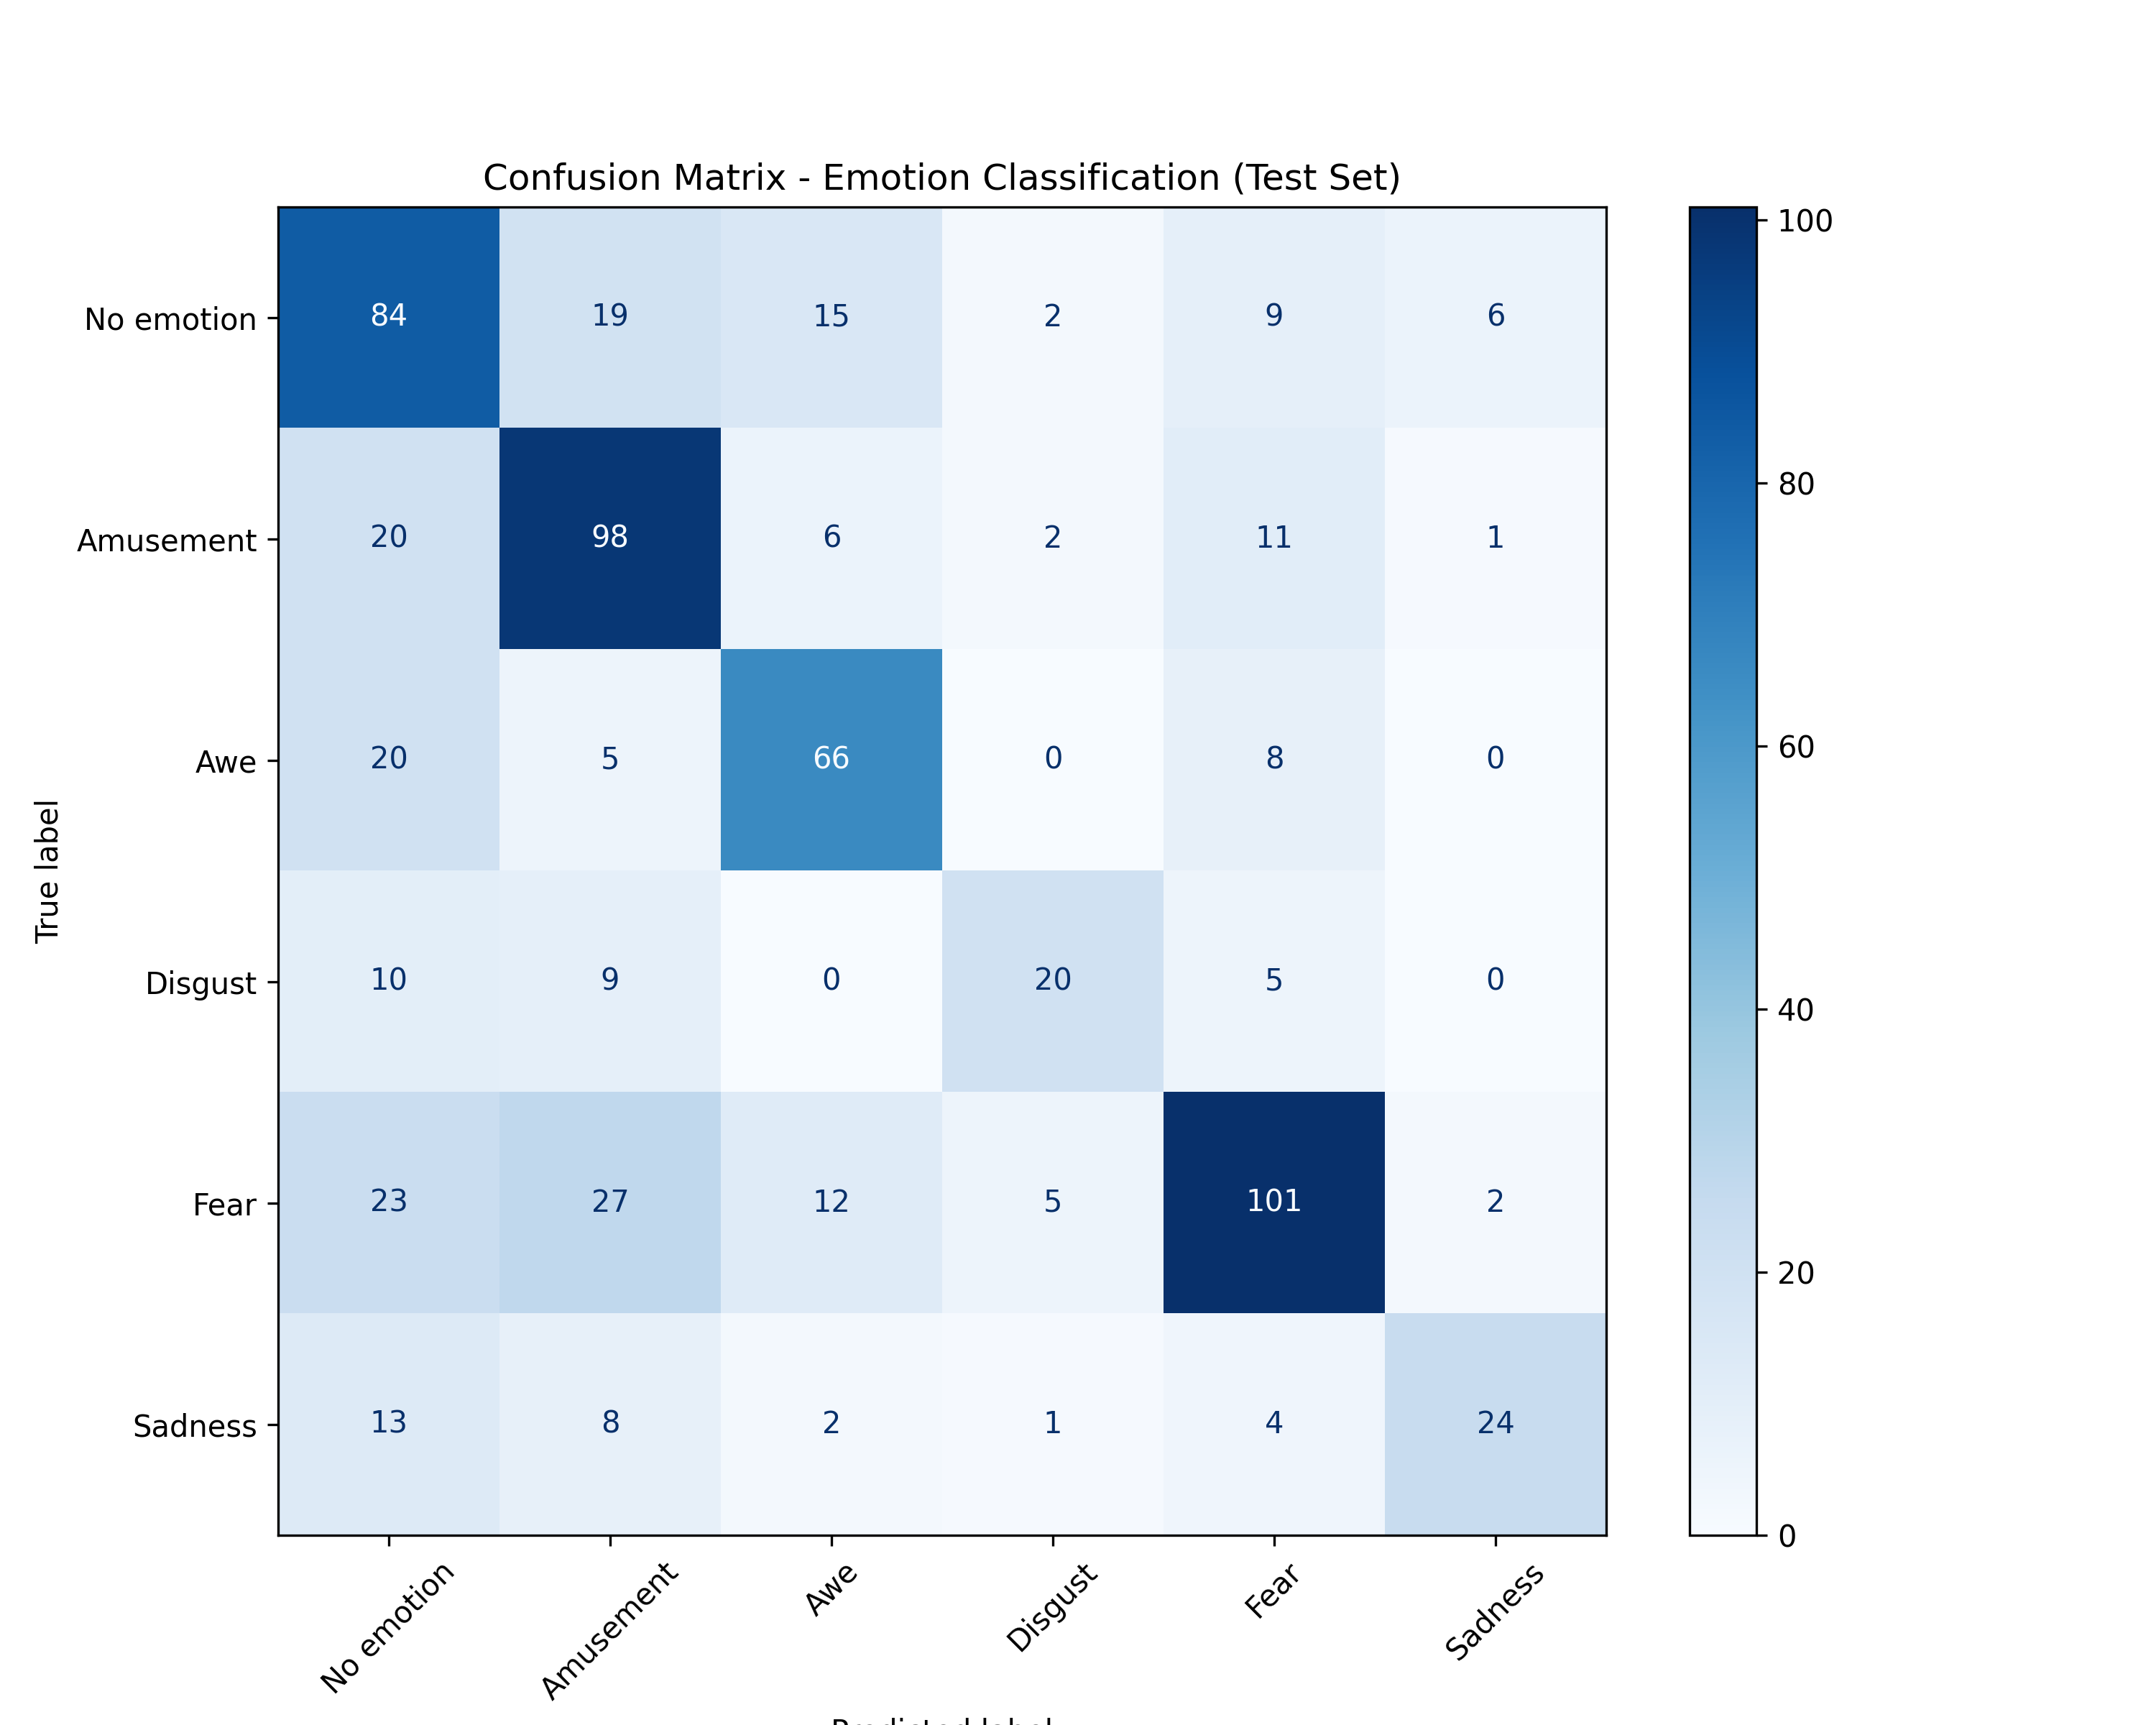 Confusion Matrix - Emotion Classification (Test Set)
No emotion 84 19 15 2 9 6
Amusement 20 98 6 2 11 1
Awe 20 5 66 0 8 0
Disgust 10 9 0 20 5 0
Fear 23 27 12 5 101 2
Sadness 13 8 2 1 4 24
True label
No emotion Amusement Awe Disgust Fear Sadness
Predicted label
100
80
60
40
20
0